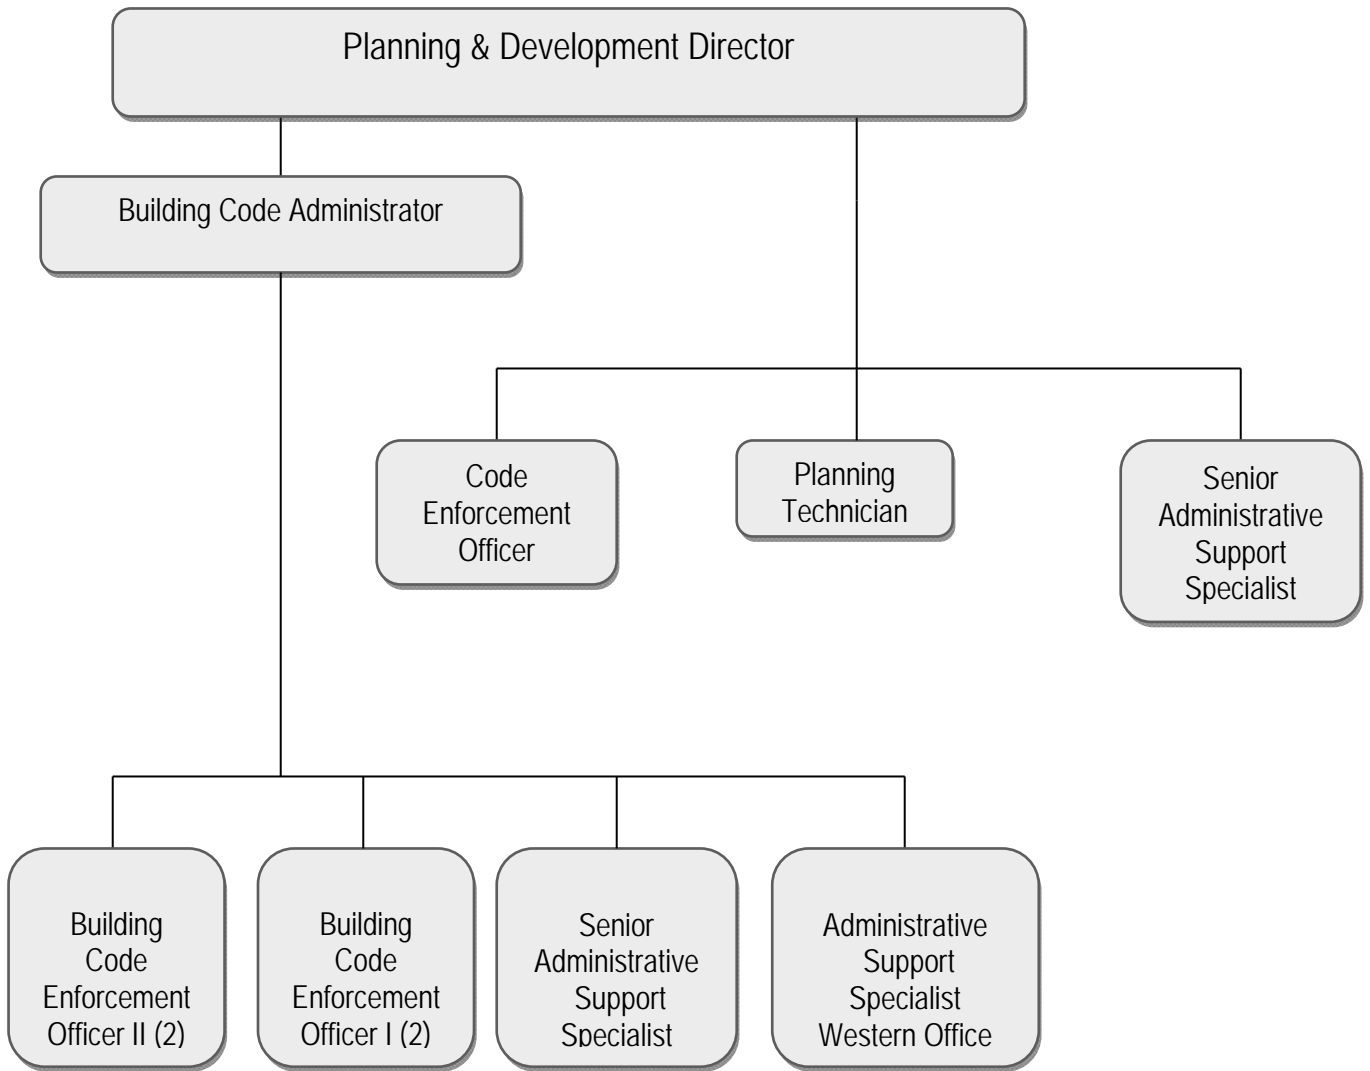 Planning & Development Director
Building Code Administrator
Code
Enforcement
Officer
Planning
Technician
Senior
Administrative
Support
Specialist
Building
Code
Enforcement
Officer II (2)
Building
Code
Enforcement
Officer I (2)
Senior
Administrative
Support
Specialist
Administrative
Support
Specialist
Western Office